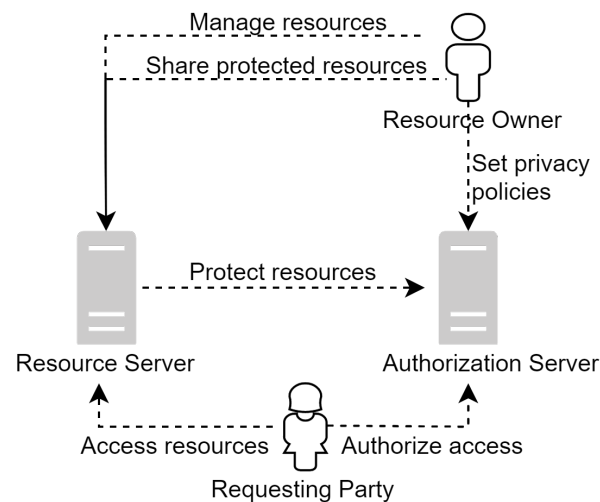 Manage resources
Share protected resources
Resource Owner
Set privacy
policies
Protect resources
Resource Server
Authorization Server
Access resources
Authorize access
Requesting Party